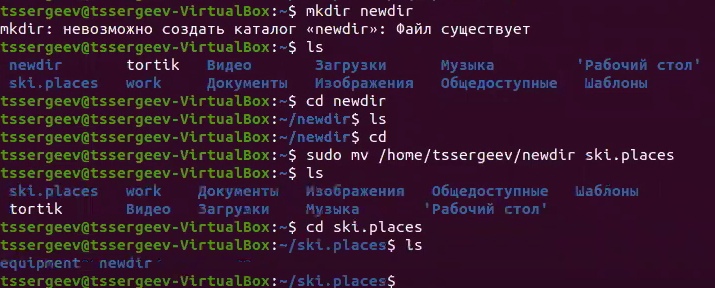 tssergeev@tssergeev-VirtualBox:~$ mkdir newdir
mkdir: невозможно создать каталог «newdir»: Файл существует
tssergeev@tssergeev-VirtualBox:~$ ls
newdir tortik Видео Загрузки Музыка 'Рабочий стол'
ski.places work Документы Изображения Общедоступные Шаблоны
tssergeev@tssergeev-VirtualBox:~$ cd newdir
tssergeev@tssergeev-VirtualBox:~/newdir$ ls
tssergeev@tssergeev-VirtualBox:~/newdir$ cd
tssergeev@tssergeev-VirtualBox:~$ sudo mv /home/tssergeev/newdir ski.places
tssergeev@tssergeev-VirtualBox:~$ ls
ski.places work Документы Изображения Общедоступные Шаблоны
tortik Видео Загрузки Музыка 'Рабочий стол'
tssergeev@tssergeev-VirtualBox:~$ cd ski.places
tssergeev@tssergeev-VirtualBox:~/ski.places$ ls
equipment newdir
tssergeev@tssergeev-VirtualBox:~/ski.places$